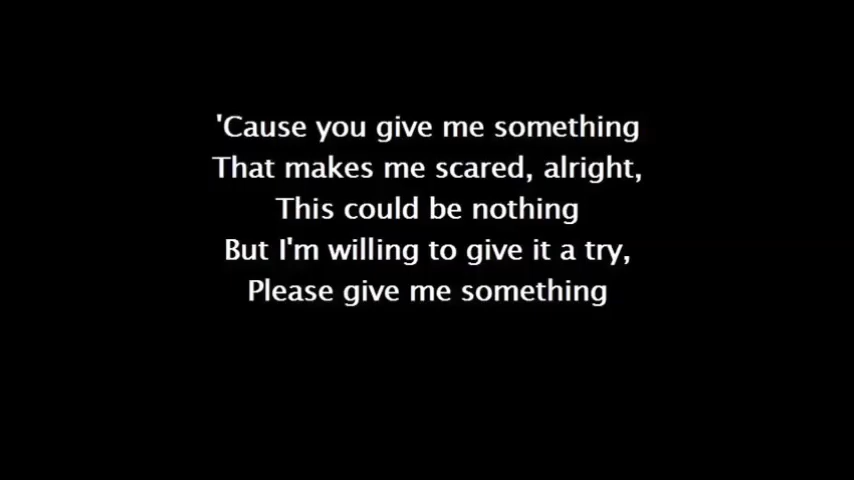 'Cause you give me something
That makes me scared, alright,
This could be nothing
But I'm willing to give it a try,
Please give me something